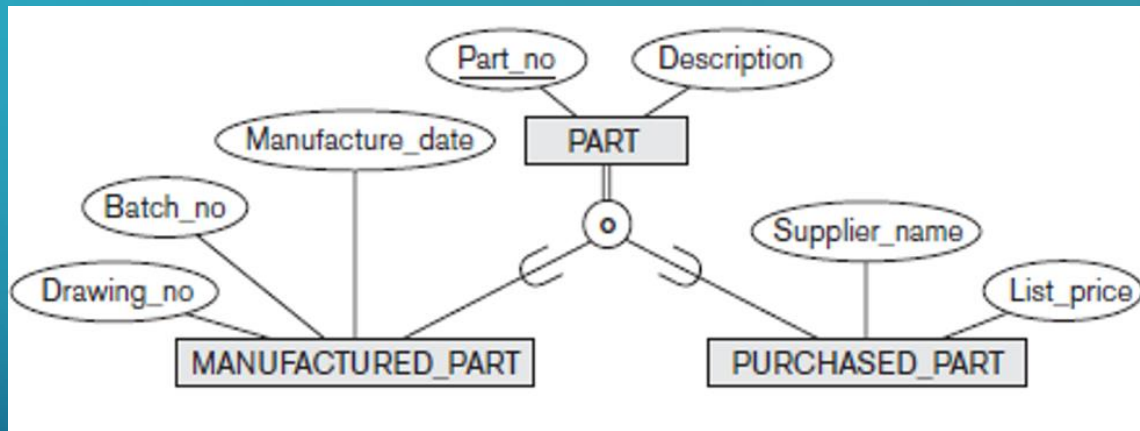 Part_no
Description
PART
Manufacture_date
Batch_no
o
Supplier_name
Drawing_no
List_price
MANUFACTURED_PART
PURCHASED_PART